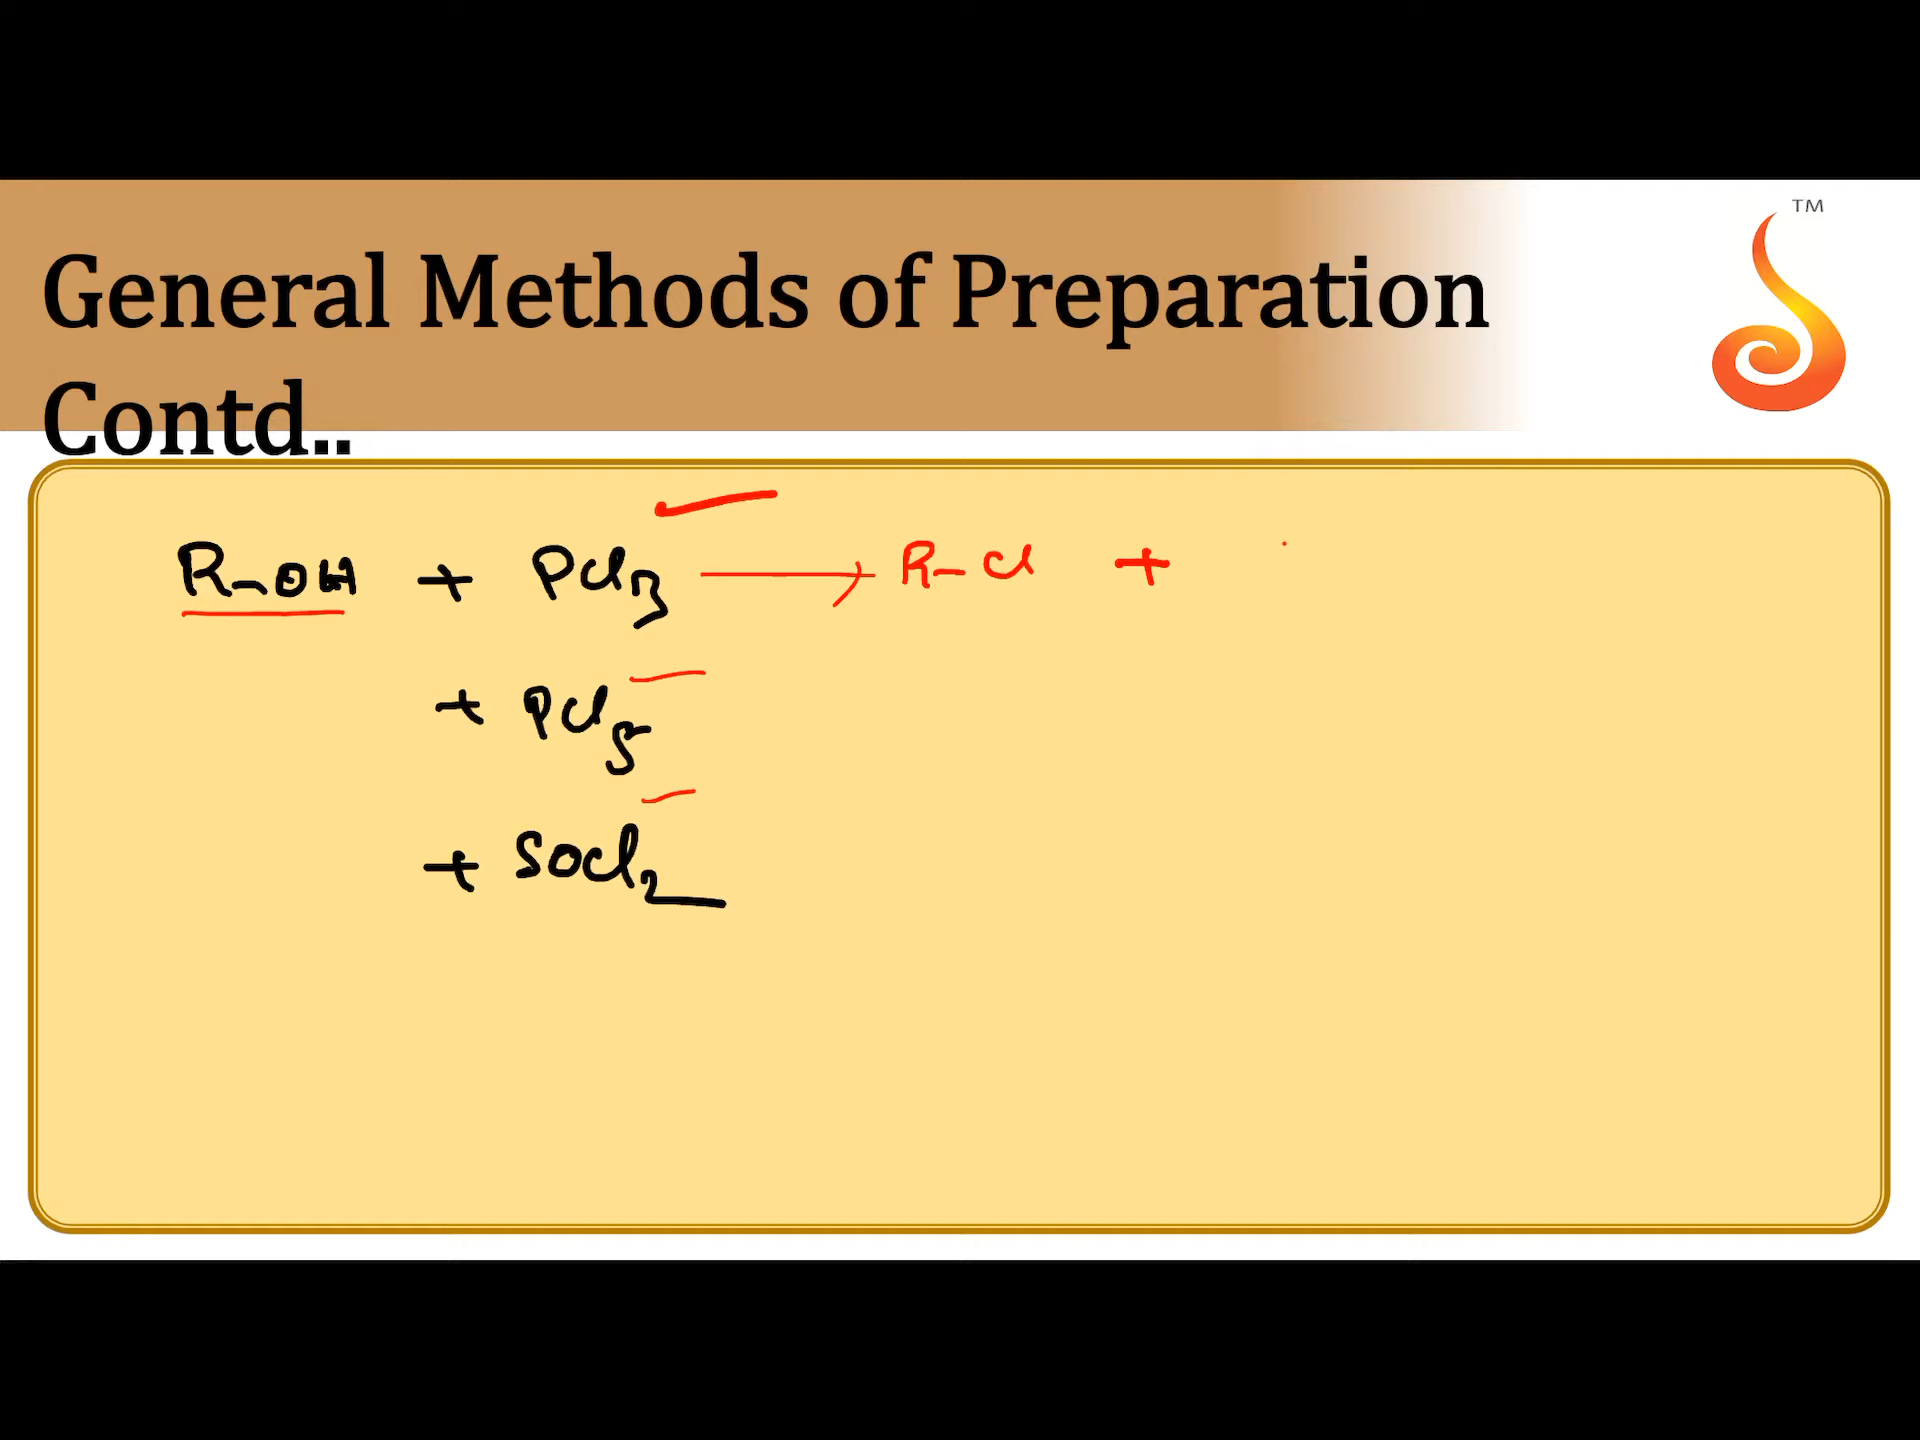 TM
General Methods of Preparation
Contd..
R-OH + PCl3 → R-Cl +
+ PCl5
+ SOCl2